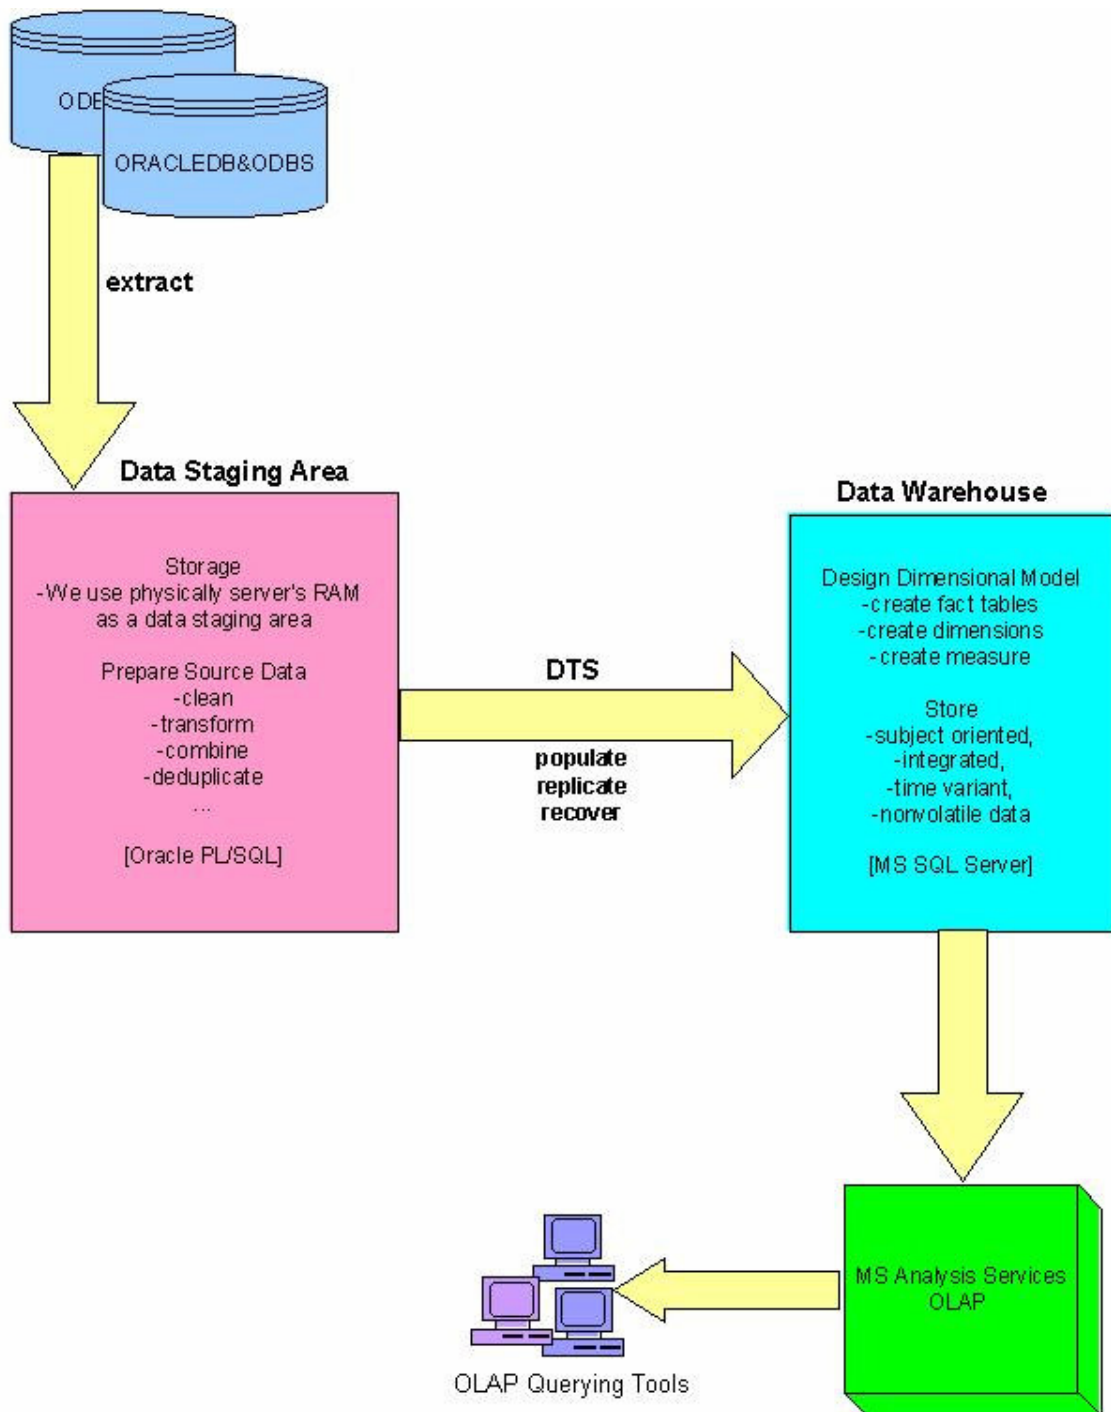 ODB
ORACLEDB&ODBS
extract
Data Staging Area
Storage
-We use physically server's RAM
as a data staging area
Prepare Source Data
-clean
-transform
-combine
-deduplicate
...
[Oracle PL/SQL]
DTS
populate
replicate
recover
Data Warehouse
Design Dimensional Model
-create fact tables
-create dimensions
-create measure
Store
-subject oriented,
-integrated,
-time variant,
-nonvolatile data
[MS SQL Server]
MS Analysis Services
OLAP
OLAP Querying Tools